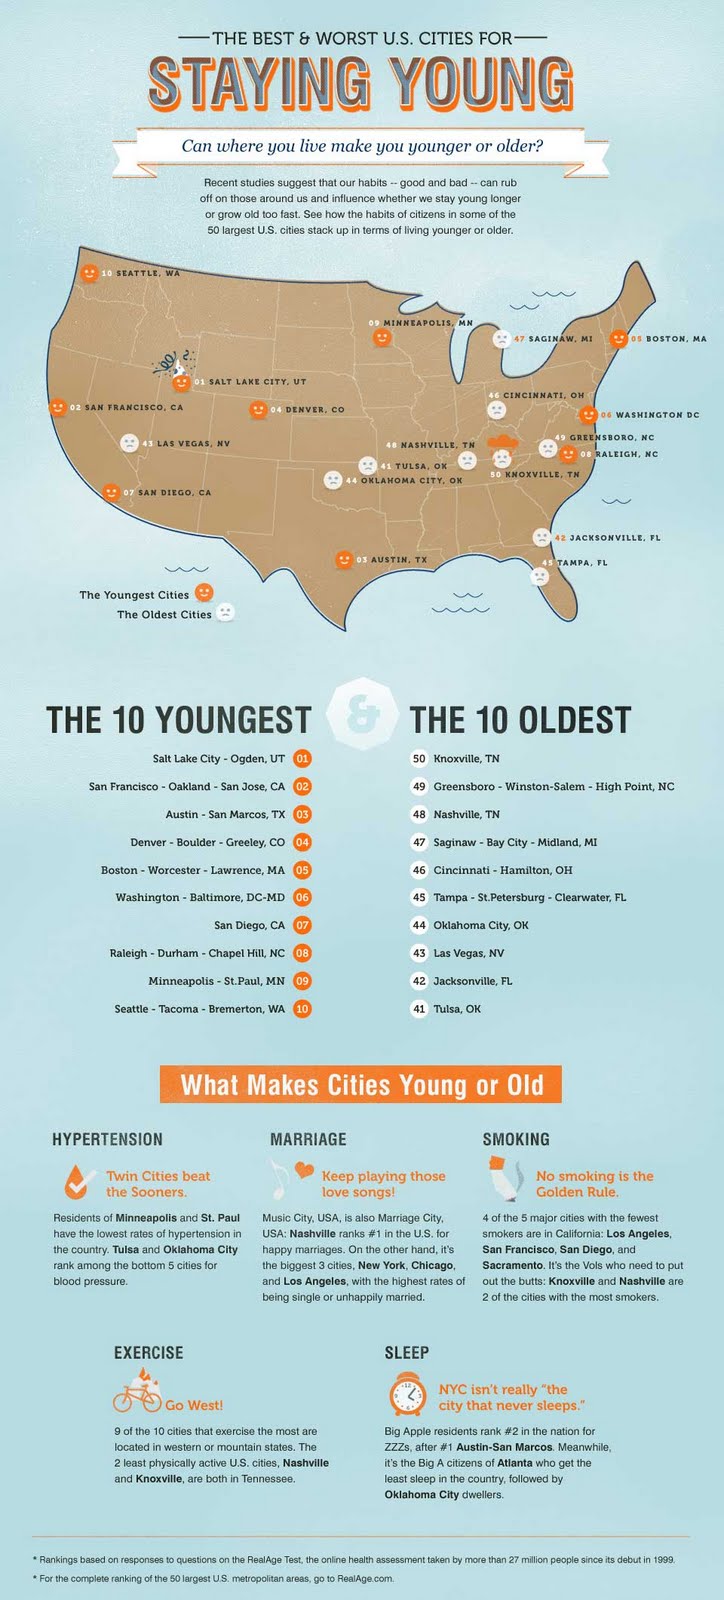 THE BEST & WORST U.S. CITIES FOR
STAYING YOUNG
Can where you live make you younger or older?
Recent studies suggest that our habits -- good and bad -- can rub
off on those around us and influence whether we stay young longer
or grow old too fast. See how the habits of citizens in some of the
50 largest U.S. cities stack up in terms of living younger or older.
10 SEATTLE, WA
09 MINNEAPOLIS, MN
47 SAGINAW, MI
05 BOSTON, MA
01 SALT LAKE CITY, UT
46 CINCINNATI, OH
02 SAN FRANCISCO, CA
04 DENVER, CO
06 WASHINGTON DC
43 LAS VEGAS, NV
48 NASHVILLE, TN
49 GREENSBORO, NC
08 RALEIGH, NC
41 TULSA, OK
50 KNOXVILLE, TN
44 OKLAHOMA CITY, OK
07 SAN DIEGO, CA
42 JACKSONVILLE, FL
03 AUSTIN, TX
45 TAMPA, FL
The Youngest Cities
The Oldest Cities
THE 10 YOUNGEST
&
THE 10 OLDEST
Salt Lake City - Ogden, UT 01
San Francisco - Oakland - San Jose, CA 02
Austin - San Marcos, TX 03
Denver - Boulder - Greeley, CO 04
Boston - Worcester - Lawrence, MA 05
Washington - Baltimore, DC-MD 06
San Diego, CA 07
Raleigh - Durham - Chapel Hill, NC 08
Minneapolis - St.Paul, MN 09
Seattle - Tacoma - Bremerton, WA 10
50 Knoxville, TN
49 Greensboro - Winston-Salem - High Point, NC
48 Nashville, TN
47 Saginaw - Bay City - Midland, MI
46 Cincinnati - Hamilton, OH
45 Tampa - St.Petersburg - Clearwater, FL
44 Oklahoma City, OK
43 Las Vegas, NV
42 Jacksonville, FL
41 Tulsa, OK
What Makes Cities Young or Old
HYPERTENSION
Twin Cities beat
the Sooners.
Residents of Minneapolis and St. Paul
have the lowest rates of hypertension in
the country. Tulsa and Oklahoma City
rank among the bottom 5 cities for
blood pressure.
MARRIAGE
Keep playing those
love songs!
Music City, USA, is also Marriage City,
USA: Nashville ranks #1 in the U.S. for
happy marriages. On the other hand, it's
the biggest 3 cities, New York, Chicago,
and Los Angeles, with the highest rates of
being single or unhappily married.
SMOKING
No smoking is the
Golden Rule.
4 of the 5 major cities with the fewest
smokers are in California: Los Angeles,
San Francisco, San Diego, and
Sacramento. It's the Vols who need to put
out the butts: Knoxville and Nashville are
2 of the cities with the most smokers.
EXERCISE
Go West!
9 of the 10 cities that exercise the most are
located in western or mountain states. The
2 least physically active U.S. cities, Nashville
and Knoxville, are both in Tennessee.
SLEEP
NYC isn't really "the
city that never sleeps."
Big Apple residents rank #2 in the nation for
ZZZs, after #1 Austin-San Marcos. Meanwhile,
it's the Big A citizens of Atlanta who get the
least sleep in the country, followed by
Oklahoma City dwellers.
* Rankings based on responses to questions on the RealAge Test, the online health assessment taken by more than 27 million people since its debut in 1999.
* For the complete ranking of the 50 largest U.S. metropolitan areas, go to RealAge.com.